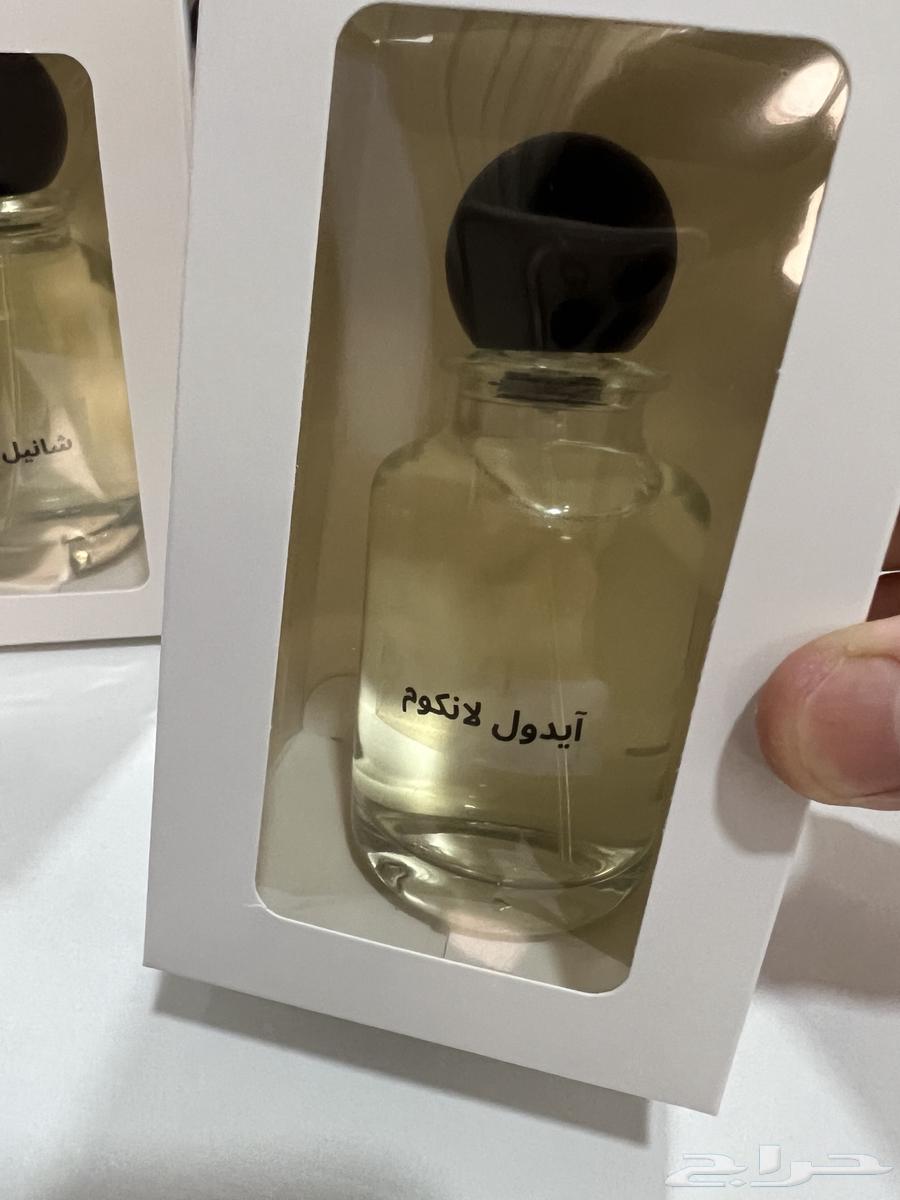 شانيل
آيدول لانكوم
حراج